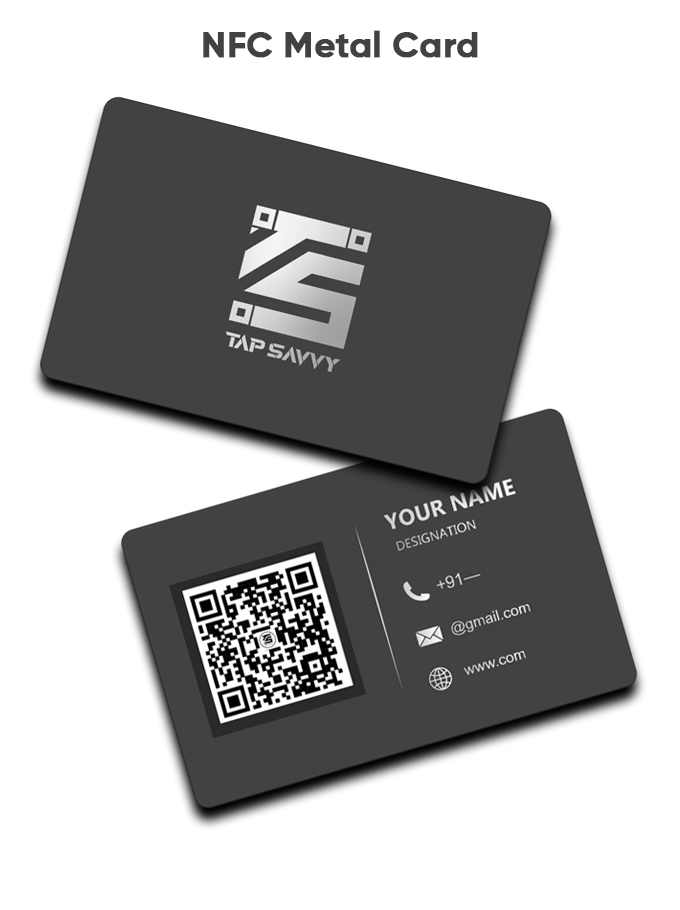 NFC Metal Card
TAP SAVVY
YOUR NAME
DESIGNATION
+91—
@gmail.com
www.com